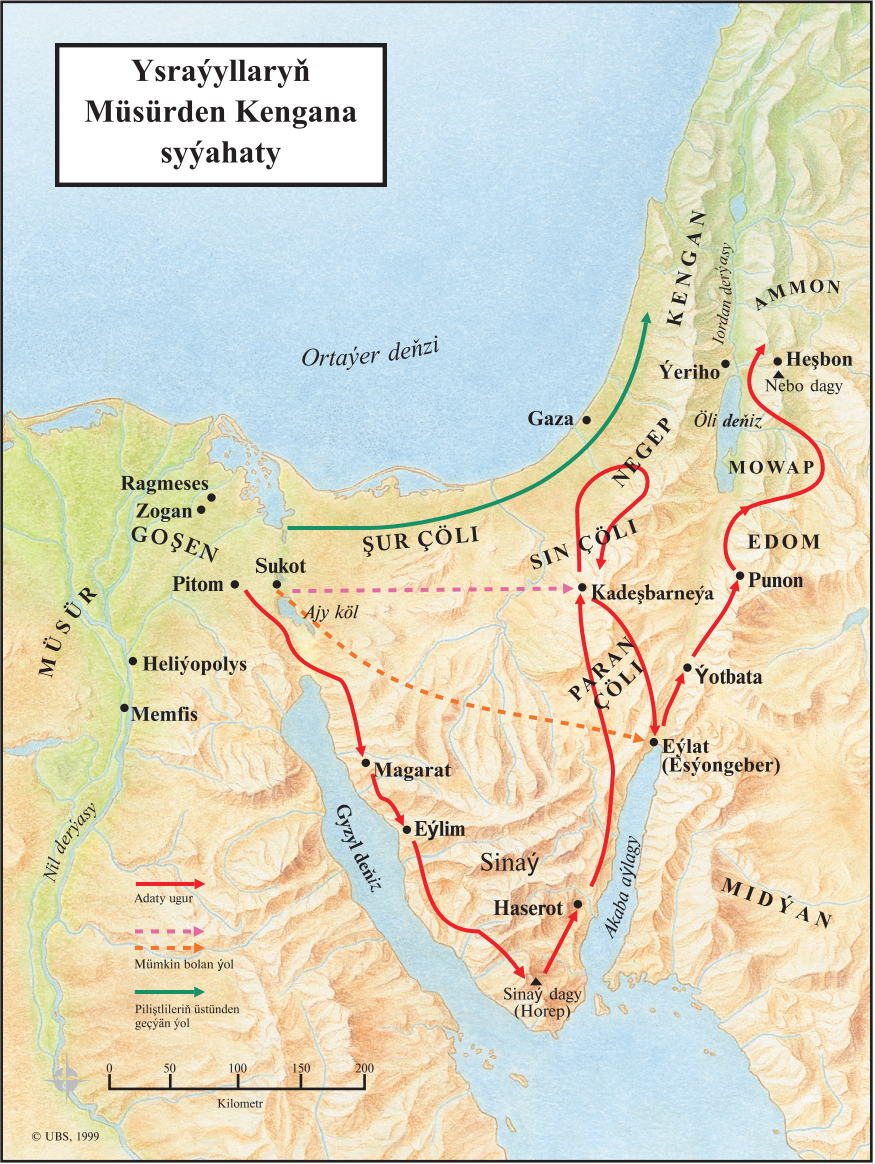 Ysraýyllaryň
Müsürden Kengana
syýahaty
KENGAN
Iordan derýasy
AMMON
Ortaýer deňzi
Ýeriho
Heşbon
Nebo dagy
Gaza
Öli deňiz
NEGEP
MOWAP
Ragmeses
Zogan
GOŞEN
ŞUR ÇÖLI
SIN ÇÖLI
EDOM
Pitom
Sukot
Kadeşbarneýa
Punon
Ajy köl
MÜSÜR
PARAN
ÇÖLI
Heliýopolys
Ýotbata
Memfis
Eýlat
(Esýongeber)
Magarat
Gyzyl deňiz
Eýlim
Nil derýasy
Sinaý
Akaba aýlagy
Haserot
MIDÝAN
Adaty ugur
Mümkin bolan ýol
Sinaý dagy
(Horep)
Piliştlileriň üstünden
geçýän ýol
0 50 100 150 200
Kilometr
© UBS, 1999